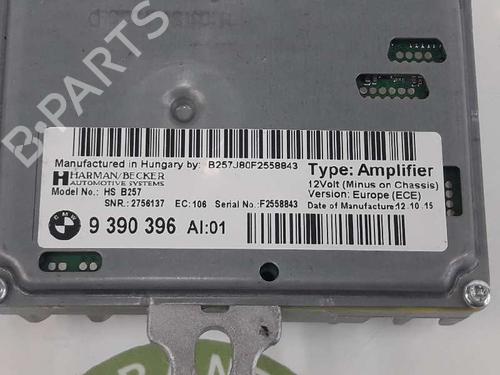 B-PARTS
Manufactured in Hungary by: B257J80F2558843
HARMAN/BECKER
AUTOMOTIVE SYSTEMS
Type: Amplifier
Model No.: HS B257
12Volt (Minus on Chassis)
SNR.: 2756137 EC: 106 Serial No.: F2558843
Version: Europe (ECE)
Date of Manufacture: 12.10.15
BMW
9 390 396 AI:01